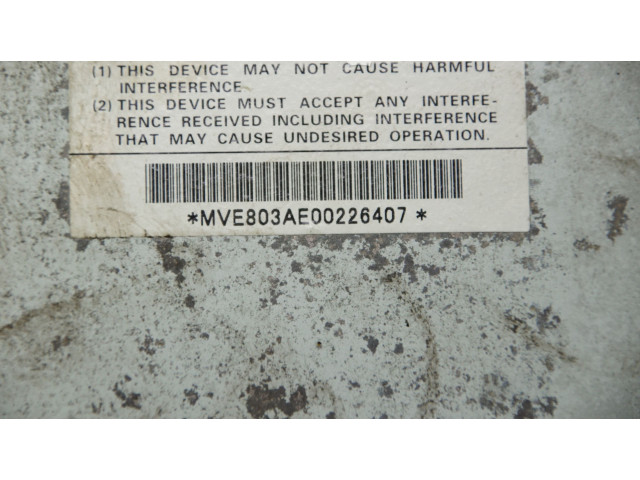 (1) THIS DEVICE MAY NOT CAUSE HARMFUL
INTERFERENCE
(2) THIS DEVICE MUST ACCEPT ANY INTERFE-
RENCE RECEIVED INCLUDING INTERFERENCE
THAT MAY CAUSE UNDESIRED OPERATION.
*MVE803AE00226407 *